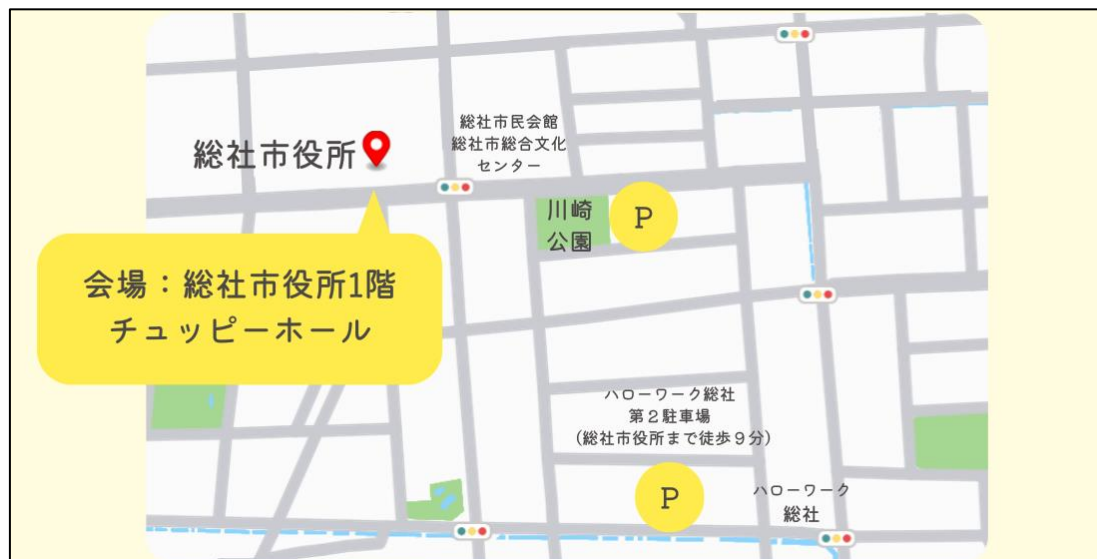 総社市民会館
総社市総合文化
センター
総社市役所
川崎
公園
P
会場：総社市役所1階
チュッピーホール
ハローワーク総社
第２駐車場
(総社市役所まで徒歩９分)
P
ハローワーク
総社